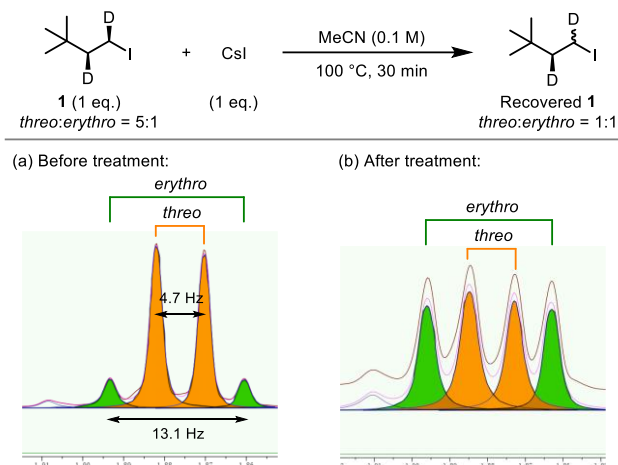 D
I
D
1 (1 eq.)
threo:erythro = 5:1
+
CsI
(1 eq.)
MeCN (0.1 M)
100 °C, 30 min
D
I
D
Recovered 1
threo:erythro = 1:1
(a) Before treatment:
erythro
threo
4.7 Hz
13.1 Hz
(b) After treatment:
erythro
threo